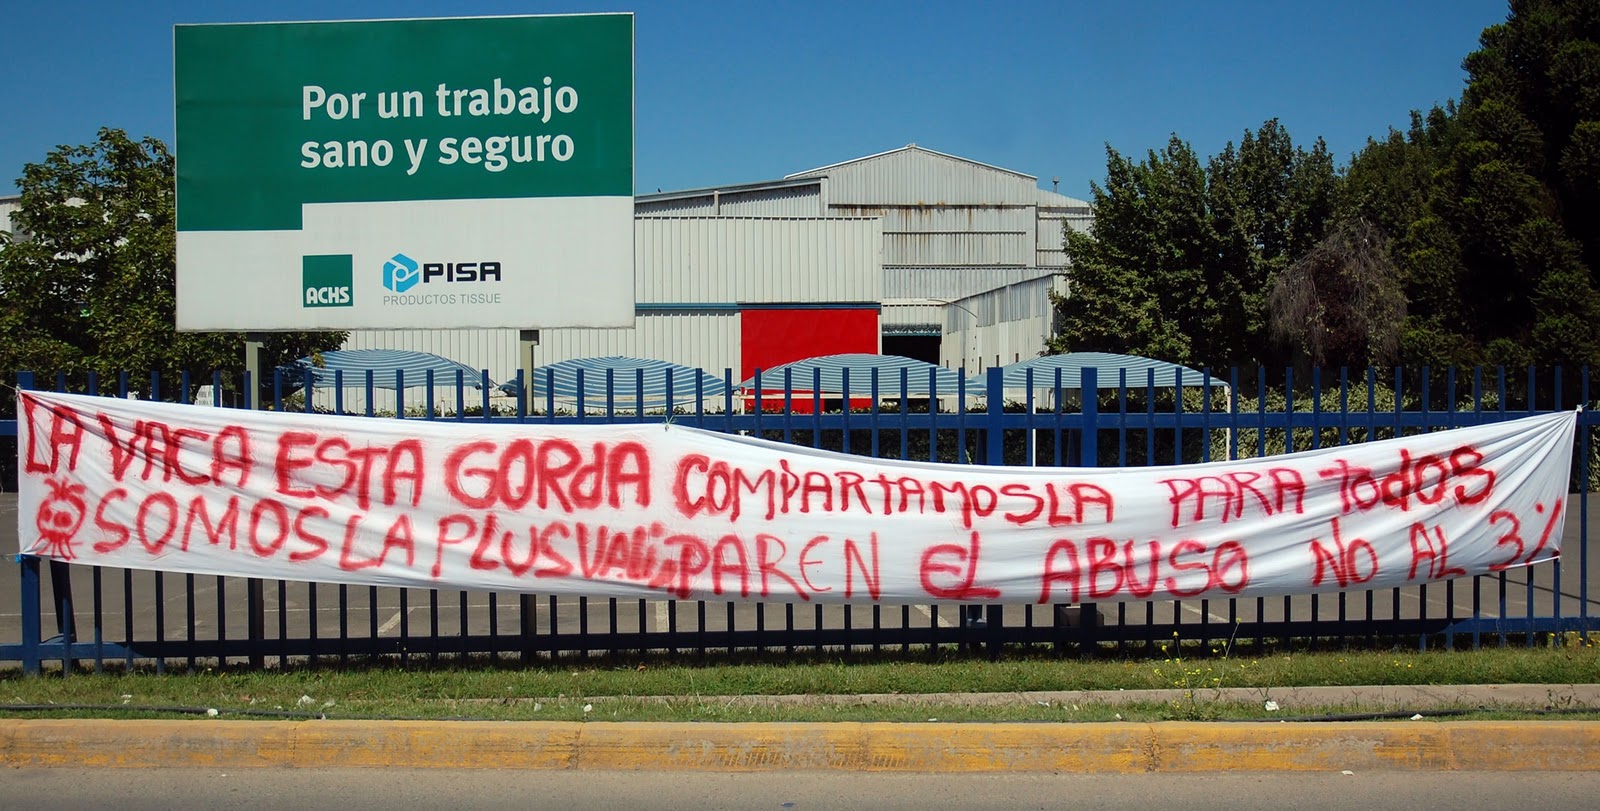 Por un trabajo
sano y seguro
ACHS
PISA
PRODUCTOS TISSUE
LA VACA ESTA GORdA COMPARTAMOSLA PARA todos
SOMOS LA PLUSVALiA PAREN EL ABUSO NO AL 3%